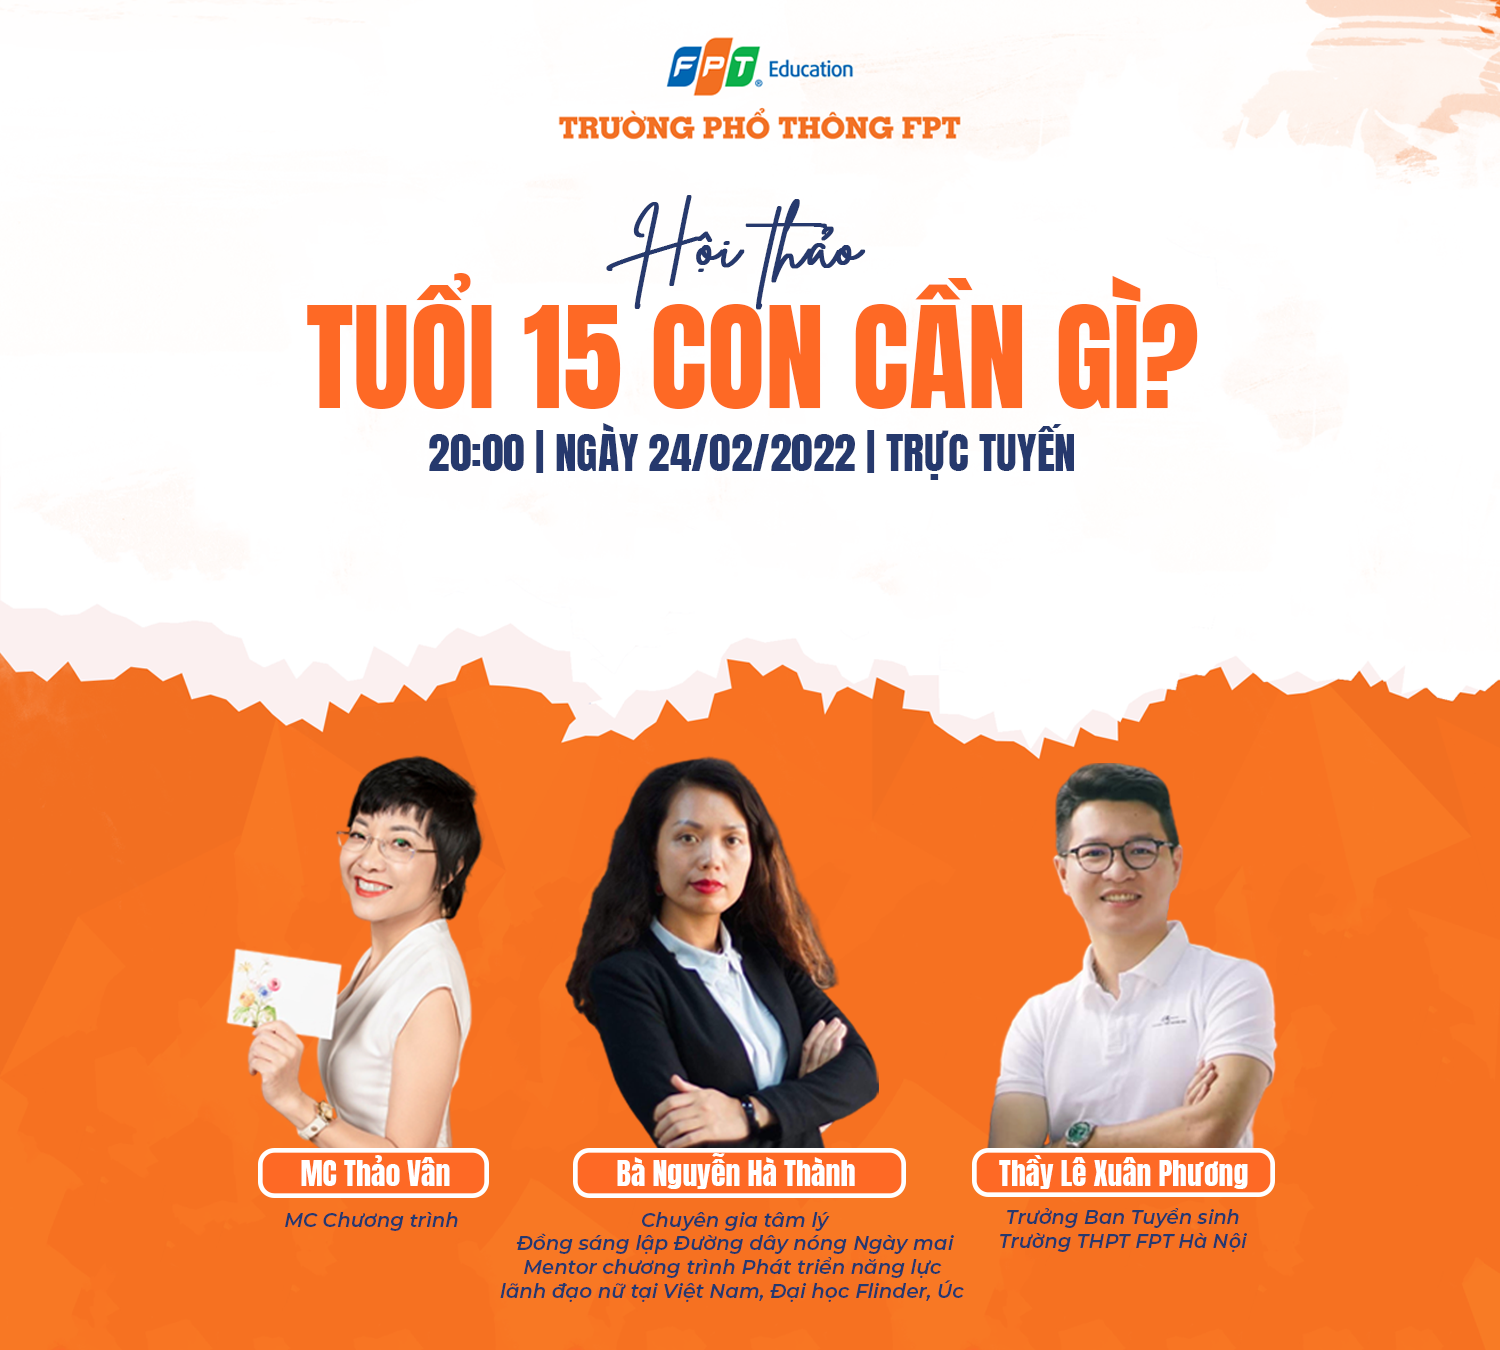 FPT Education
TRƯỜNG PHỔ THÔNG FPT
Hội thảo
TUỔI 15 CON CẦN GÌ?
20:00 | NGÀY 24/02/2022 | TRỰC TUYẾN
MC Thảo Vân
MC Chương trình
Bà Nguyễn Hà Thành
Chuyên gia tâm lý
Đồng sáng lập Đường dây nóng Ngày mai
Mentor chương trình Phát triển năng lực
lãnh đạo nữ tại Việt Nam, Đại học Flinder, Úc
Thầy Lê Xuân Phương
Trưởng Ban Tuyển sinh
Trường THPT FPT Hà Nội